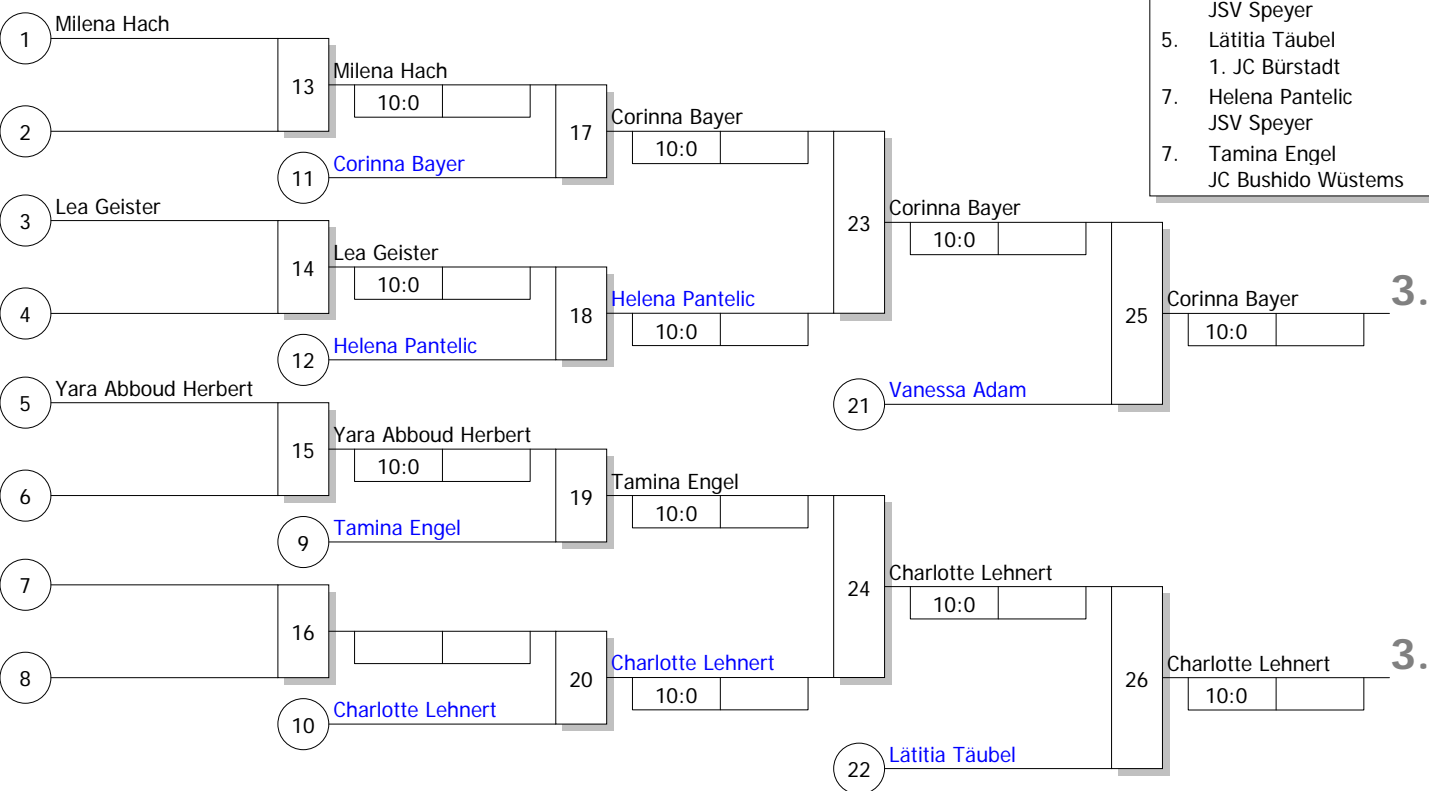 JSV Speyer
5. Lätitia Täubel
1. JC Bürstadt
7. Helena Pantelic
JSV Speyer
7. Tamina Engel
JC Bushido Wüstems
1 Milena Hach
13
Milena Hach
10:0
2
17
Corinna Bayer
10:0
11 Corinna Bayer
3 Lea Geister
23
Corinna Bayer
10:0
14
Lea Geister
10:0
4
18
Helena Pantelic
10:0
12 Helena Pantelic
25
Corinna Bayer
10:0
3.
5 Yara Abboud Herbert
21 Vanessa Adam
15
Yara Abboud Herbert
10:0
6
19
Tamina Engel
10:0
9 Tamina Engel
7
24
Charlotte Lehnert
10:0
16
8
20
Charlotte Lehnert
10:0
10 Charlotte Lehnert
26
Charlotte Lehnert
10:0
3.
22 Lätitia Täubel